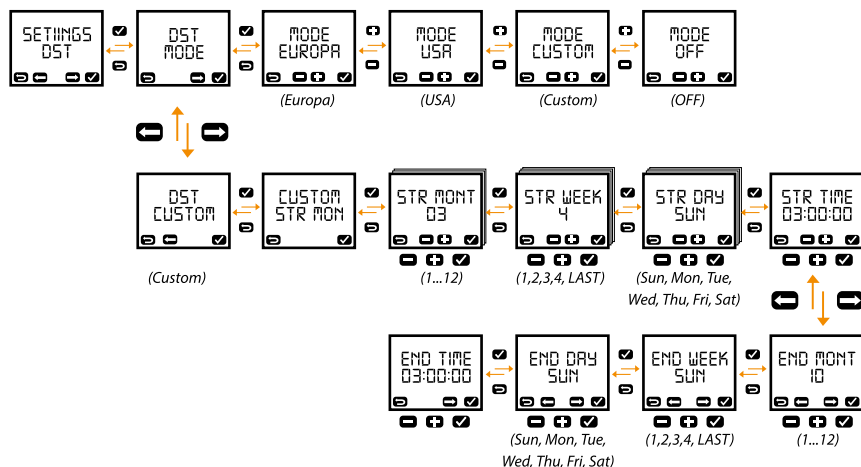 SETIINGS
DST
DST
MODE
MODE
EUROPA
MODE
USA
MODE
CUSTOM
MODE
OFF
(Europa)
(USA)
(Custom)
(OFF)
DST
CUSTOM
CUSTOM
STR MON
STR MONT
03
STR WEEK
4
STR DAY
SUN
STR TIME
03:00:00
(Custom)
(1...12)
(1,2,3,4, LAST)
(Sun, Mon, Tue,
Wed, Thu, Fri, Sat)
END TIME
03:00:00
END DAY
SUN
END WEEK
SUN
END MONT
10
(Sun, Mon, Tue,
Wed, Thu, Fri, Sat)
(1,2,3,4, LAST)
(1...12)